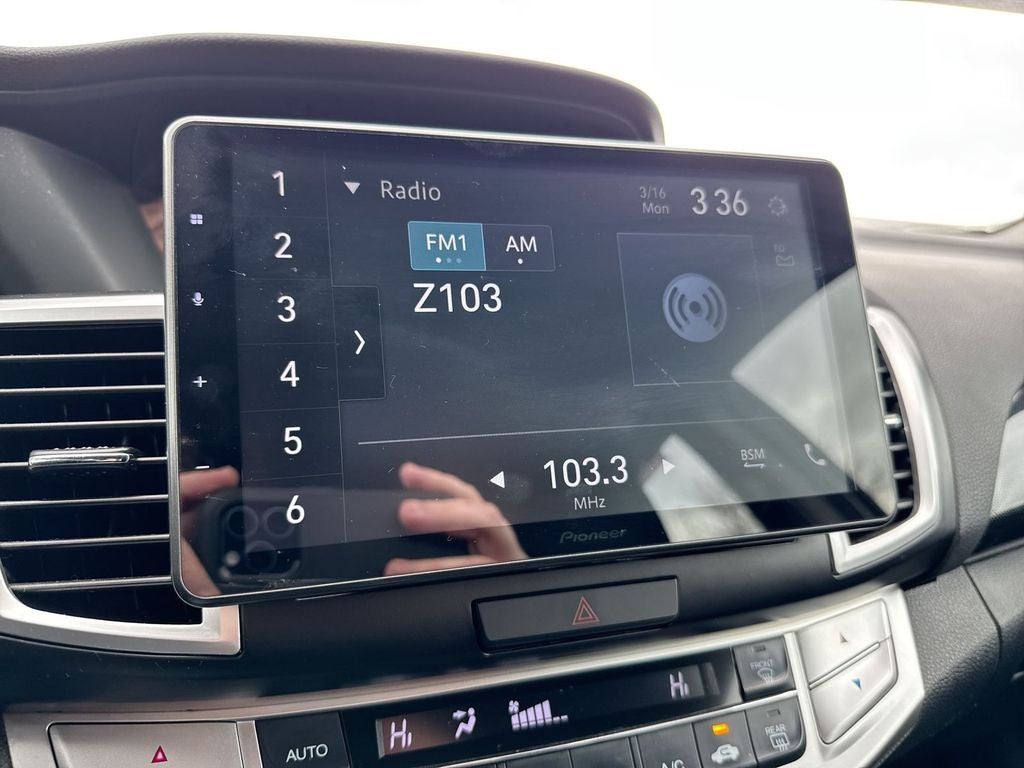 1
2
3
4
5
6
Radio
3/16
Mon
3 36
FM1
AM
Z103
103.3
MHz
BSM
Pioneer
Hi
Hi
FRONT
REAR
AUTO
A/C